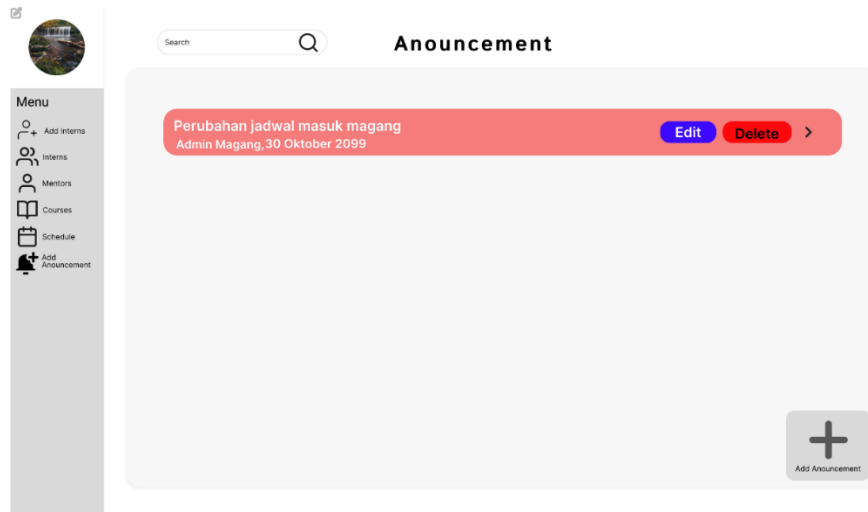 Search
Anouncement
Menu
Add Interns
Interns
Mentors
Courses
Schedule
Add
Anouncement
Perubahan jadwal masuk magang
Admin Magang,30 Oktober 2099
Edit
Delete
Add Anouncement